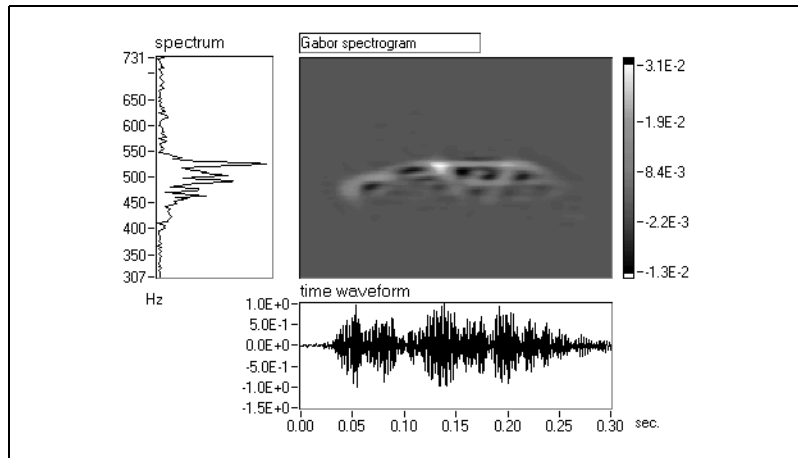 spectrum
Gabor spectrogram
731
650
600
550
500
450
400
350
307
Hz
3.1E-2
1.9E-2
8.4E-3
-2.2E-3
-1.3E-2
time waveform
1.0E+0
5.0E-1
0.0E+0
-5.0E-1
-1.0E+0
-1.5E+0
0.00 0.05 0.10 0.15 0.20 0.25 0.30 sec.